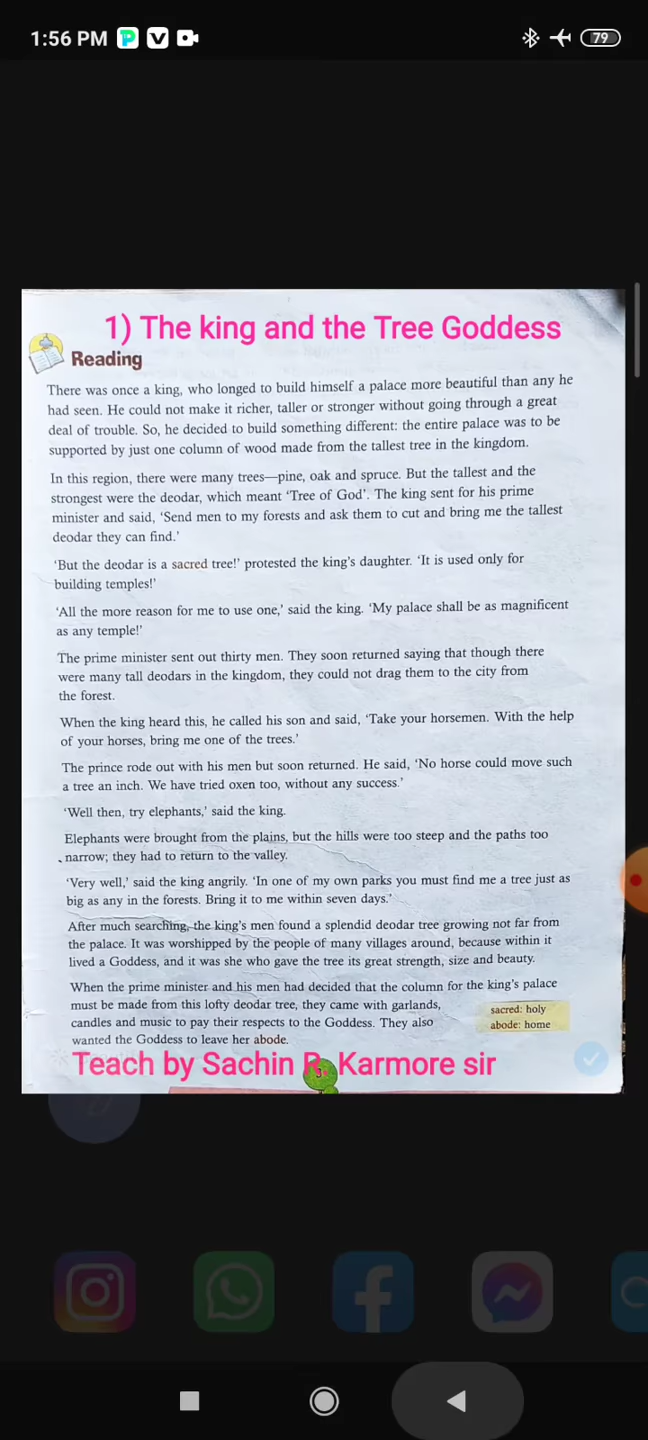 1:56 PM
79
1) The king and the Tree Goddess
Reading
There was once a king, who longed to build himself a palace more beautiful than any he
had seen. He could not make it richer, taller or stronger without going through a great
deal of trouble. So, he decided to build something different: the entire palace was to be
supported by just one column of wood made from the tallest tree in the kingdom.
In this region, there were many trees—pine, oak and spruce. But the tallest and the
strongest were the deodar, which meant ‘Tree of God’. The king sent for his prime
minister and said, ‘Send men to my forests and ask them to cut and bring me the tallest
deodar they can find.’
‘But the deodar is a sacred tree!’ protested the king’s daughter. ‘It is used only for
building temples!’
‘All the more reason for me to use one,’ said the king. ‘My palace shall be as magnificent
as any temple!’
The prime minister sent out thirty men. They soon returned saying that though there
were many tall deodars in the kingdom, they could not drag them to the city from
the forest.
When the king heard this, he called his son and said, ‘Take your horsemen. With the help
of your horses, bring me one of the trees.’
The prince rode out with his men but soon returned. He said, ‘No horse could move such
a tree an inch. We have tried oxen too, without any success.’
‘Well then, try elephants,’ said the king.
Elephants were brought from the plains, but the hills were too steep and the paths too
narrow; they had to return to the valley.
‘Very well,’ said the king angrily. ‘In one of my own parks you must find me a tree just as
big as any in the forests. Bring it to me within seven days.’
After much searching, the king’s men found a splendid deodar tree growing not far from
the palace. It was worshipped by the people of many villages around, because within it
lived a Goddess, and it was she who gave the tree its great strength, size and beauty.
When the prime minister and his men had decided that the column for the king’s palace
must be made from this lofty deodar tree, they came with garlands,
candles and music to pay their respects to the Goddess. They also
wanted the Goddess to leave her abode.
sacred: holy
abode: home
Teach by Sachin R. Karmore sir